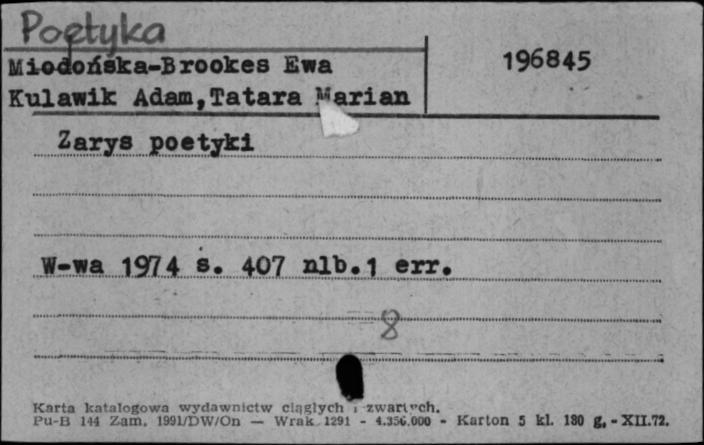 Poetyka
Miodońska-Brookes Ewa
196845
Kulawik Adam,Tatara Marian
Zarys poetyki
W-wa 1974 s. 407 nlb.1 err.
8
Karta katalogowa wydawnictw ciągłych i zwartych.
Pu-B 144 Zam. 1991/DW/On — Wrak. 1291 - 4.356.000 - Karton 5 kl. 180 g. - XII.72.